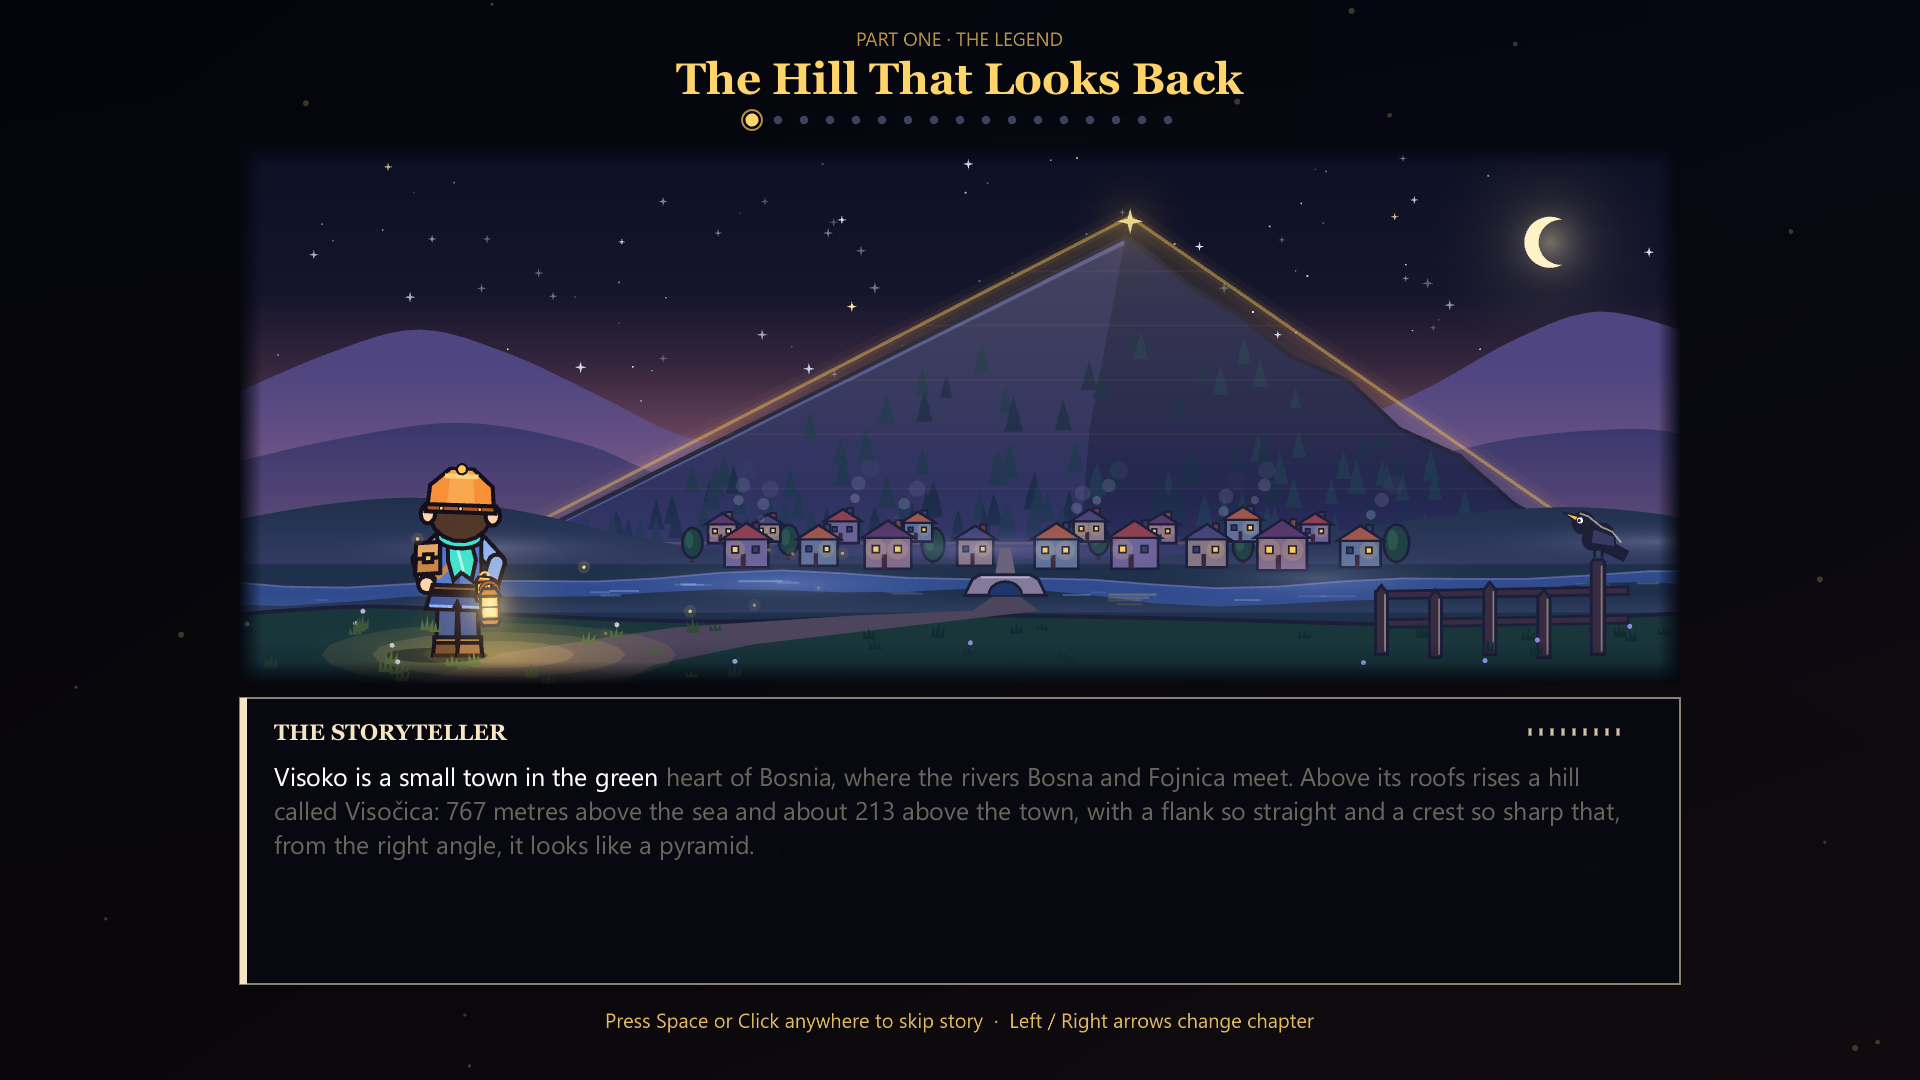 PART ONE · THE LEGEND
The Hill That Looks Back
THE STORYTELLER
Visoko is a small town in the green heart of Bosnia, where the rivers Bosna and Fojnica meet. Above its roofs rises a hill
called Visočica: 767 metres above the sea and about 213 above the town, with a flank so straight and a crest so sharp that,
from the right angle, it looks like a pyramid.
Press Space or Click anywhere to skip story · Left / Right arrows change chapter